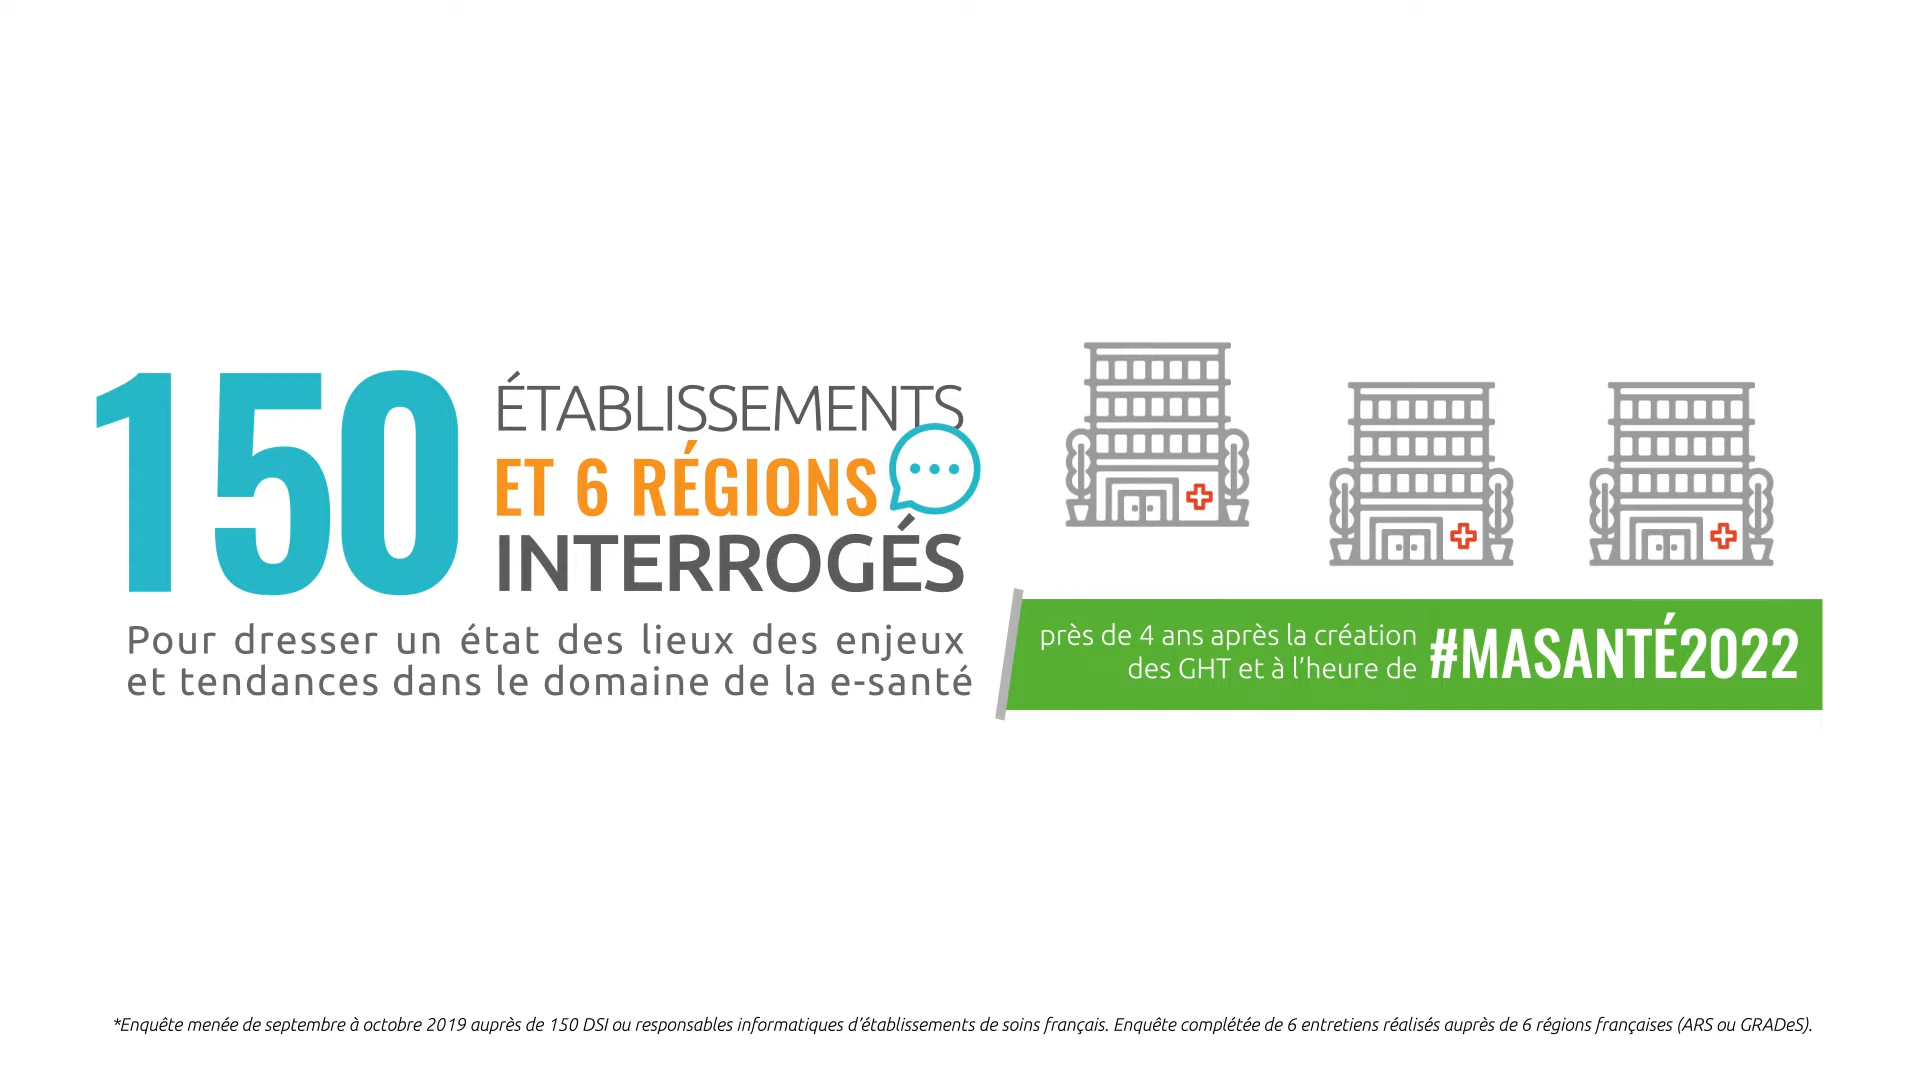 150
ÉTABLISSEMENTS
ET 6 RÉGIONS
INTERROGÉS
Pour dresser un état des lieux des enjeux
et tendances dans le domaine de la e-santé
près de 4 ans après la création
des GHT et à l’heure de
#MASANTÉ2022
*Enquête menée de septembre à octobre 2019 auprès de 150 DSI ou responsables informatiques d’établissements de soins français. Enquête complétée de 6 entretiens réalisés auprès de 6 régions françaises (ARS ou GRADeS).